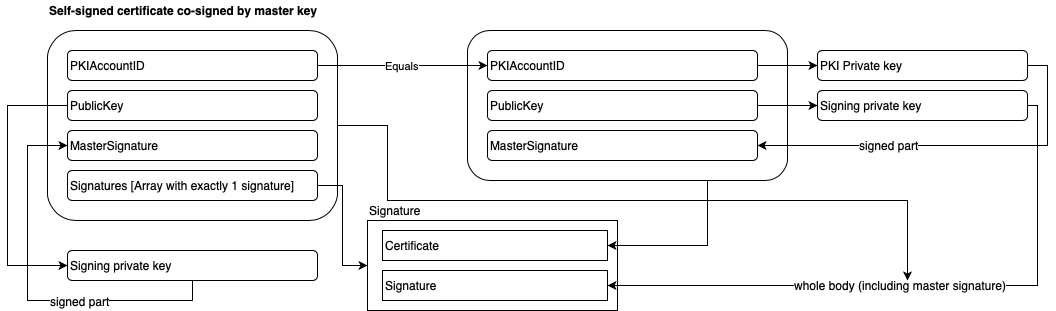 Self-signed certificate co-signed by master key
PKIAccountID
Equals
PKIAccountID
PKI Private key
PublicKey
PublicKey
Signing private key
MasterSignature
MasterSignature
signed part
Signatures [Array with exactly 1 signature]
Signature
Certificate
Signing private key
Signature
whole body (including master signature)
signed part